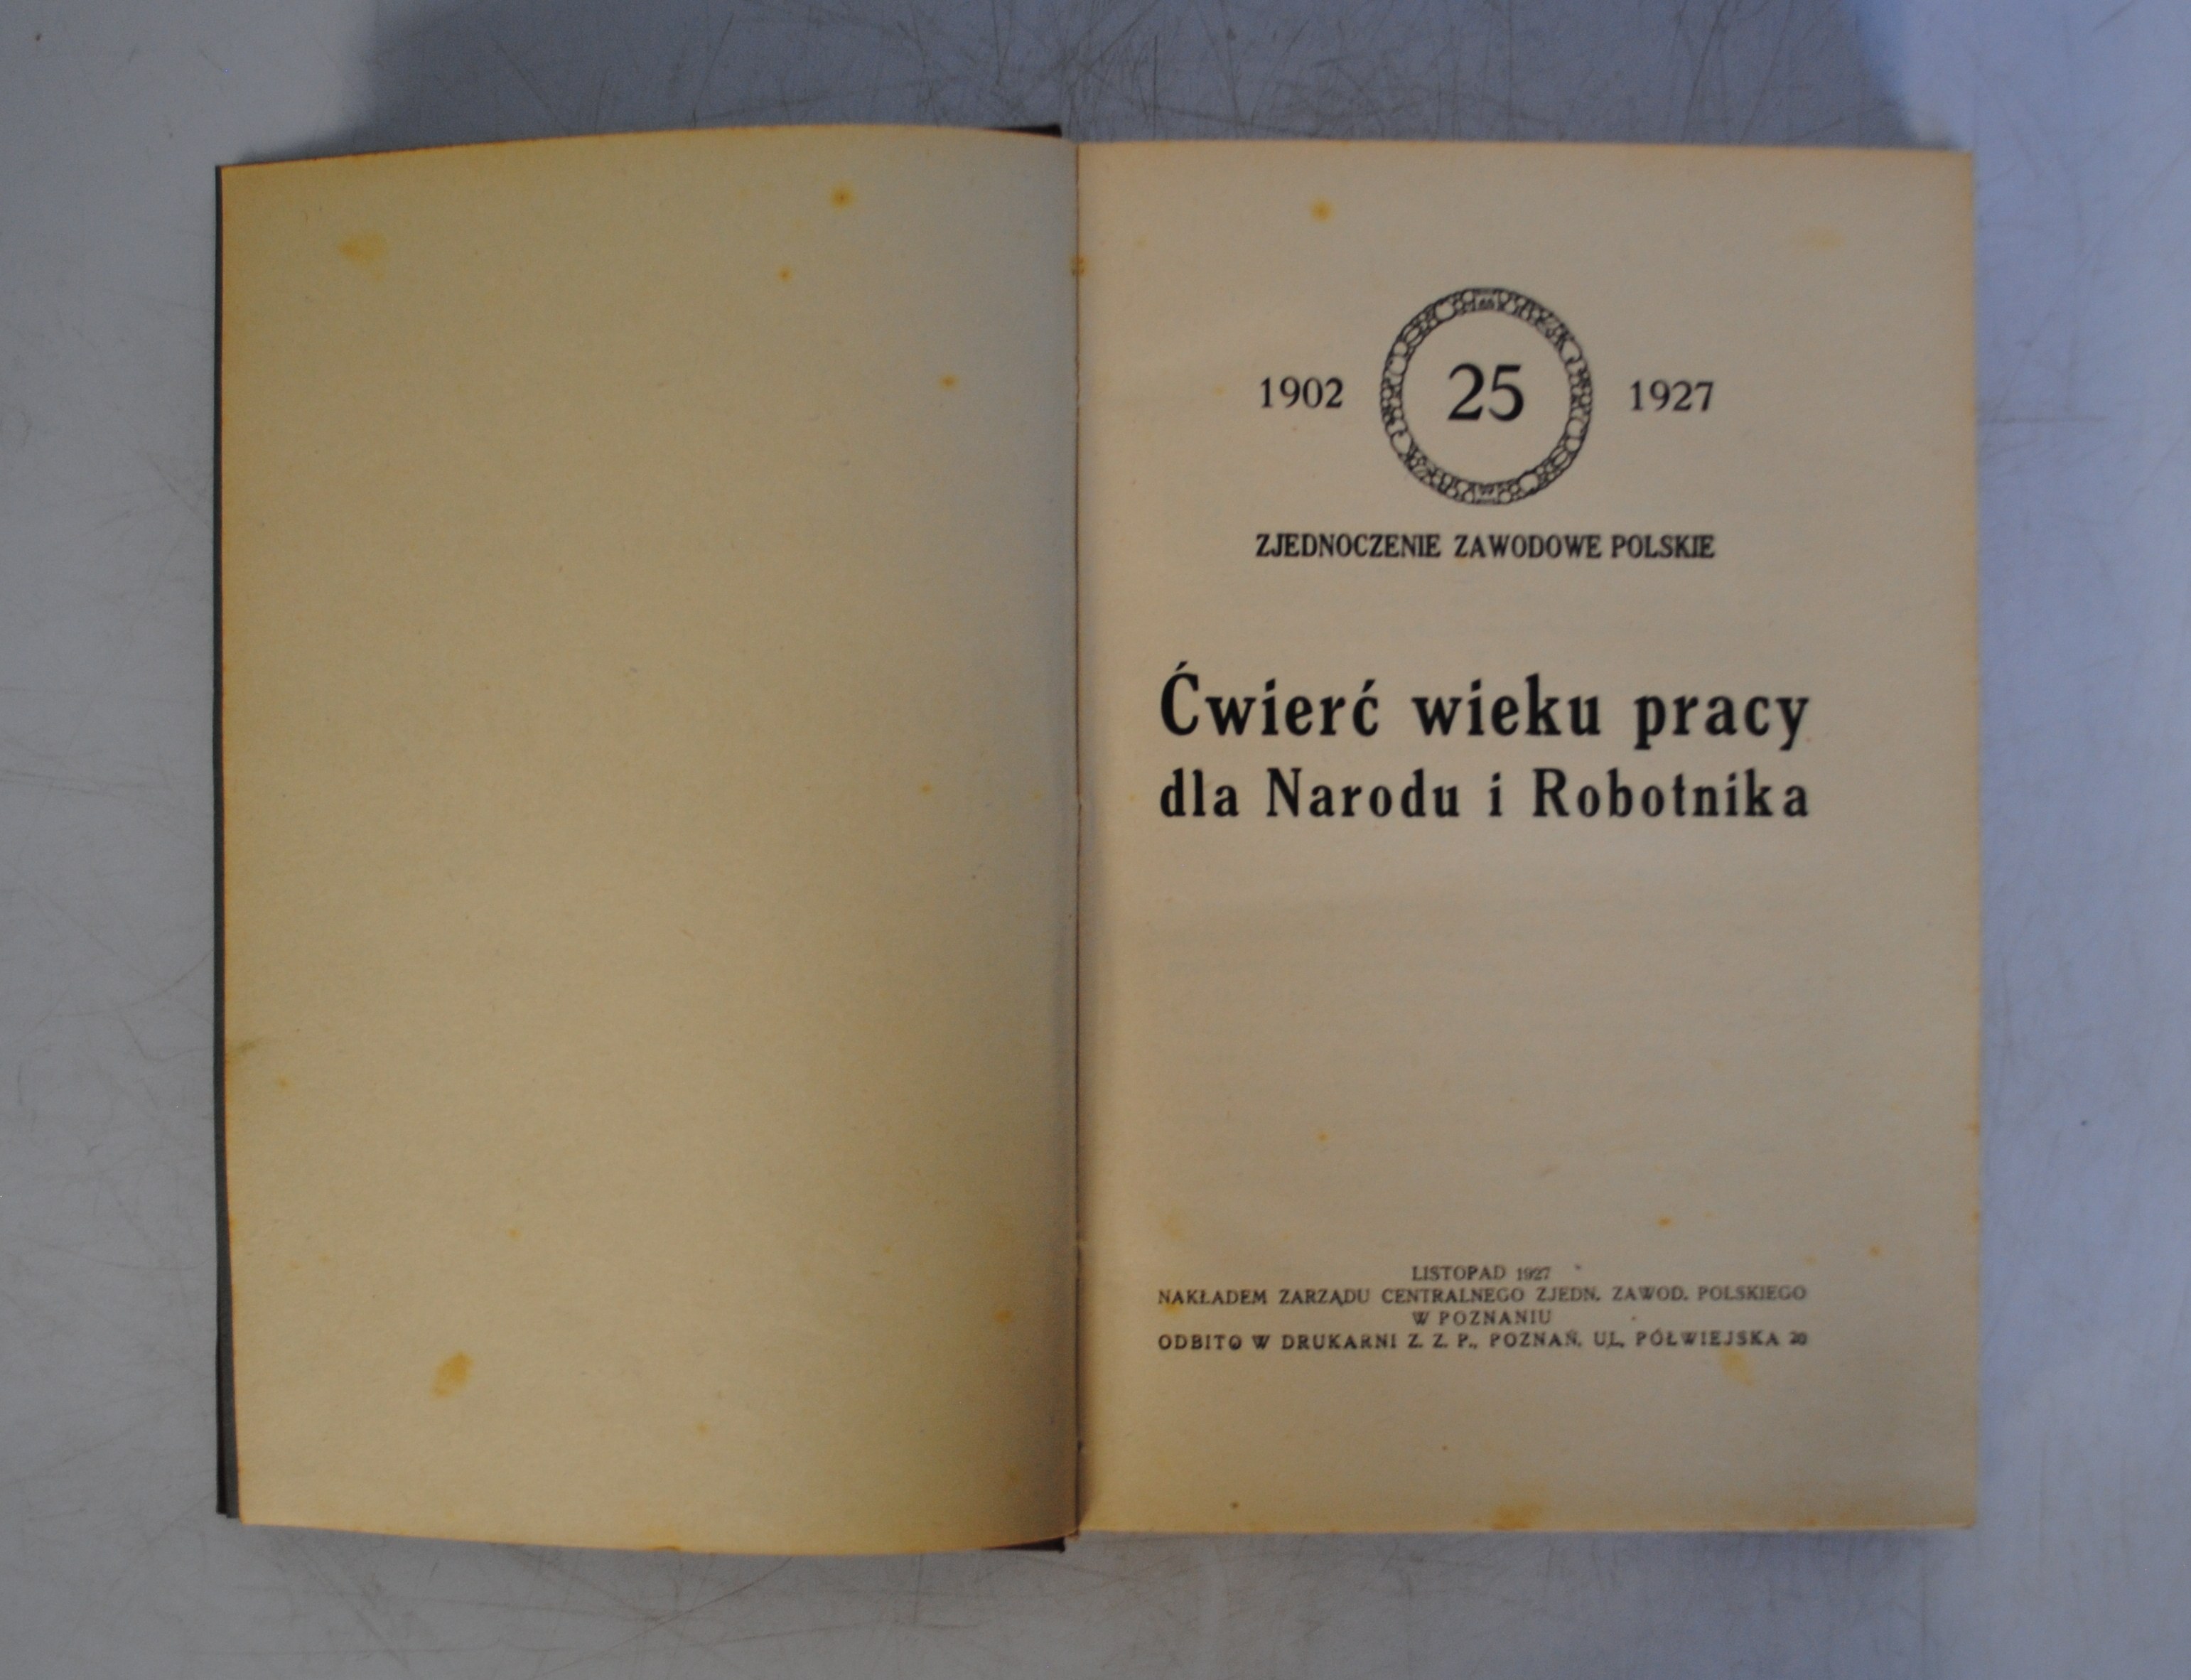 1902 25 1927
ZJEDNOCZENIE ZAWODOWE POLSKIE
Ćwierć wieku pracy
dla Narodu i Robotnika
LISTOPAD 1927
NAKŁADEM ZARZĄDU CENTRALNEGO ZJEDN. ZAWOD. POLSKIEGO
W POZNANIU
ODBITO W DRUKARNI Z. Z. P., POZNAŃ, UL. PÓŁWIEJSKA 20